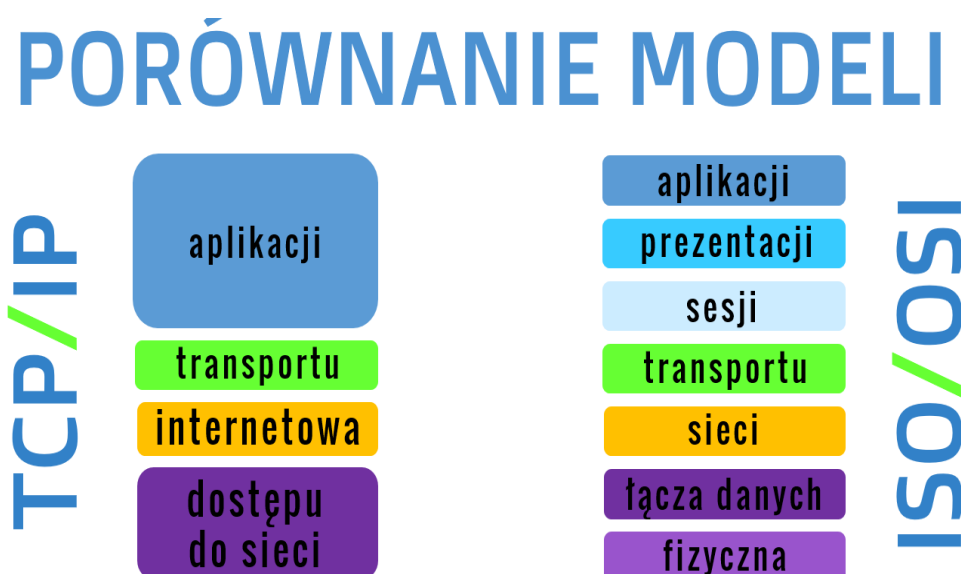 PORÓWNANIE MODELI
TCP/IP
aplikacji
transportu
internetowa
dostępu
do sieci
aplikacji
prezentacji
sesji
transportu
sieci
łącza danych
fizyczna
ISO/OSI